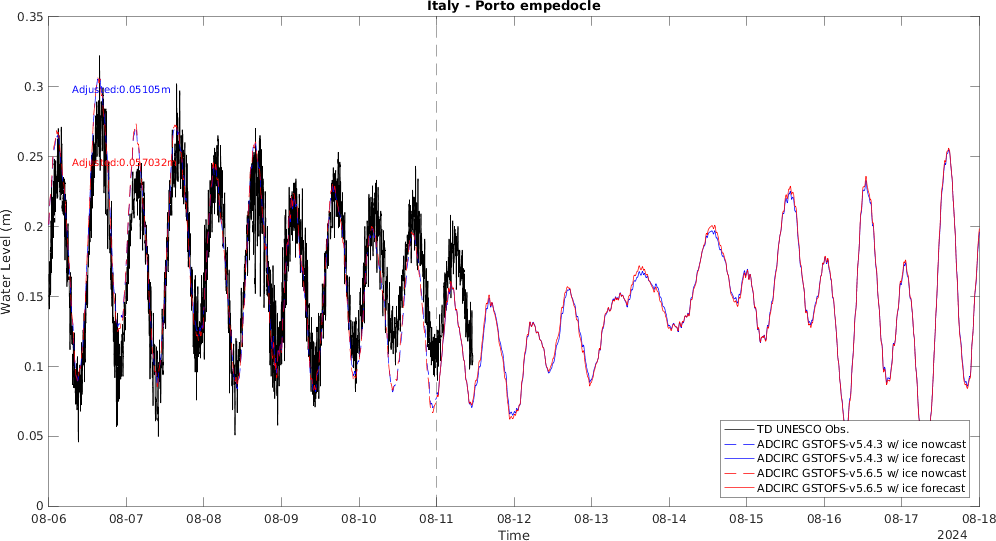 Italy - Porto empedocle
0.35
0.3
0.25
0.2
0.15
0.1
0.05
0
Water Level (m)
Adjusted:0.05105m
Adjusted:0.057032m
TD UNESCO Obs.
ADCIRC GSTOFS-v5.4.3 w/ ice nowcast
ADCIRC GSTOFS-v5.4.3 w/ ice forecast
ADCIRC GSTOFS-v5.6.5 w/ ice nowcast
ADCIRC GSTOFS-v5.6.5 w/ ice forecast
08-06 08-07 08-08 08-09 08-10 08-11 08-12 08-13 08-14 08-15 08-16 08-17 08-18
Time
2024